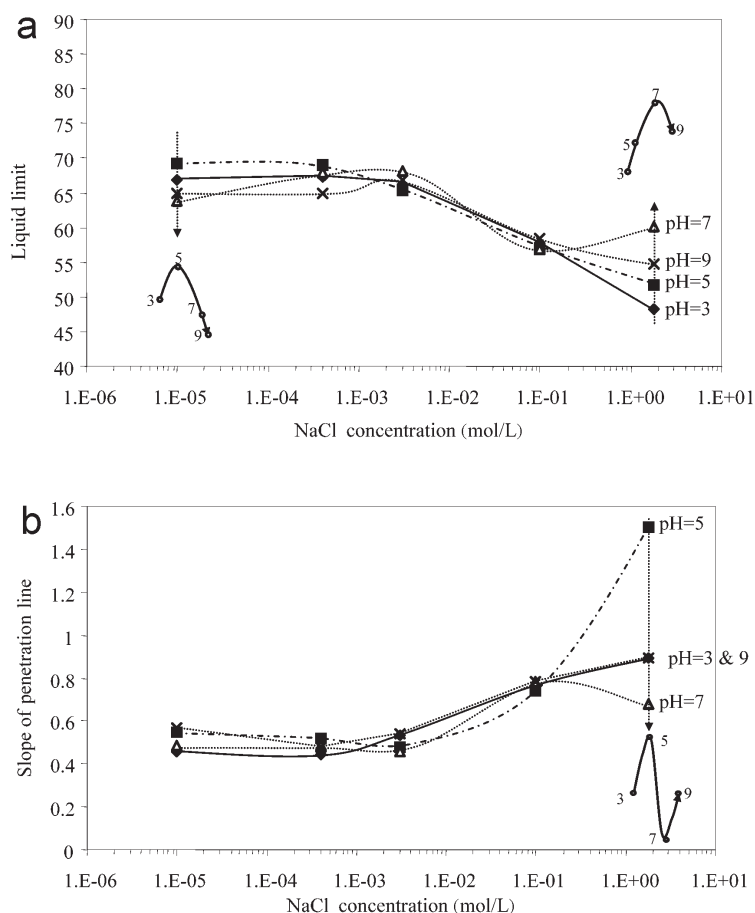 a
90
85
80
75
70
65
60
55
50
45
40
Liquid limit
5
3
7
9
7
5
9
3
pH=7
pH=9
pH=5
pH=3
1.E-06 1.E-05 1.E-04 1.E-03 1.E-02 1.E-01 1.E+00 1.E+01
NaCl concentration (mol/L)
b
1.6
1.4
1.2
1
0.8
0.6
0.4
0.2
0
Slope of penetration line
pH=5
pH=3 & 9
pH=7
5
3
9
7
1.E-06 1.E-05 1.E-04 1.E-03 1.E-02 1.E-01 1.E+00 1.E+01
NaCl concentration (mol/L)